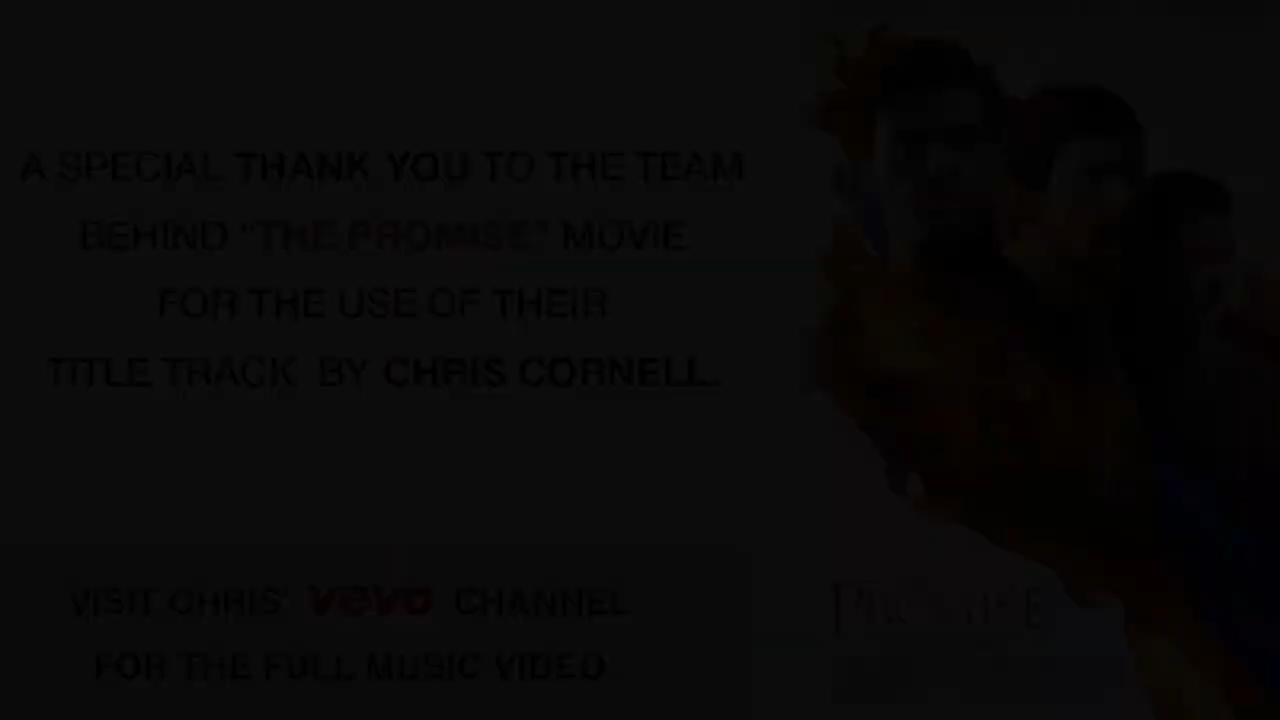 A SPECIAL THANK YOU TO THE TEAM
BEHIND "THE PROMISE" MOVIE
FOR THE USE OF THEIR
TITLE TRACK BY CHRIS CORNELL.
VISIT CHRIS' vevo CHANNEL
FOR THE FULL MUSIC VIDEO
PROMISE